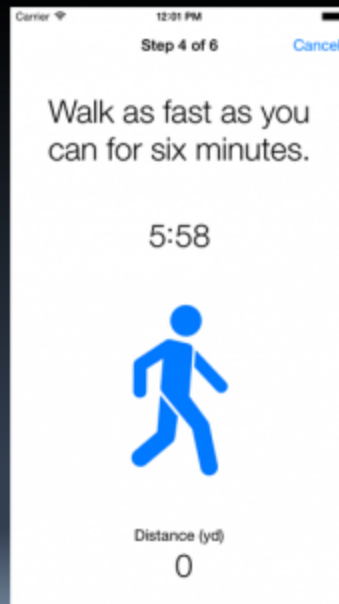 Carrier 12:01 PM
Step 4 of 6 Cancel
Walk as fast as you
can for six minutes.
5:58
Distance (yd)
0